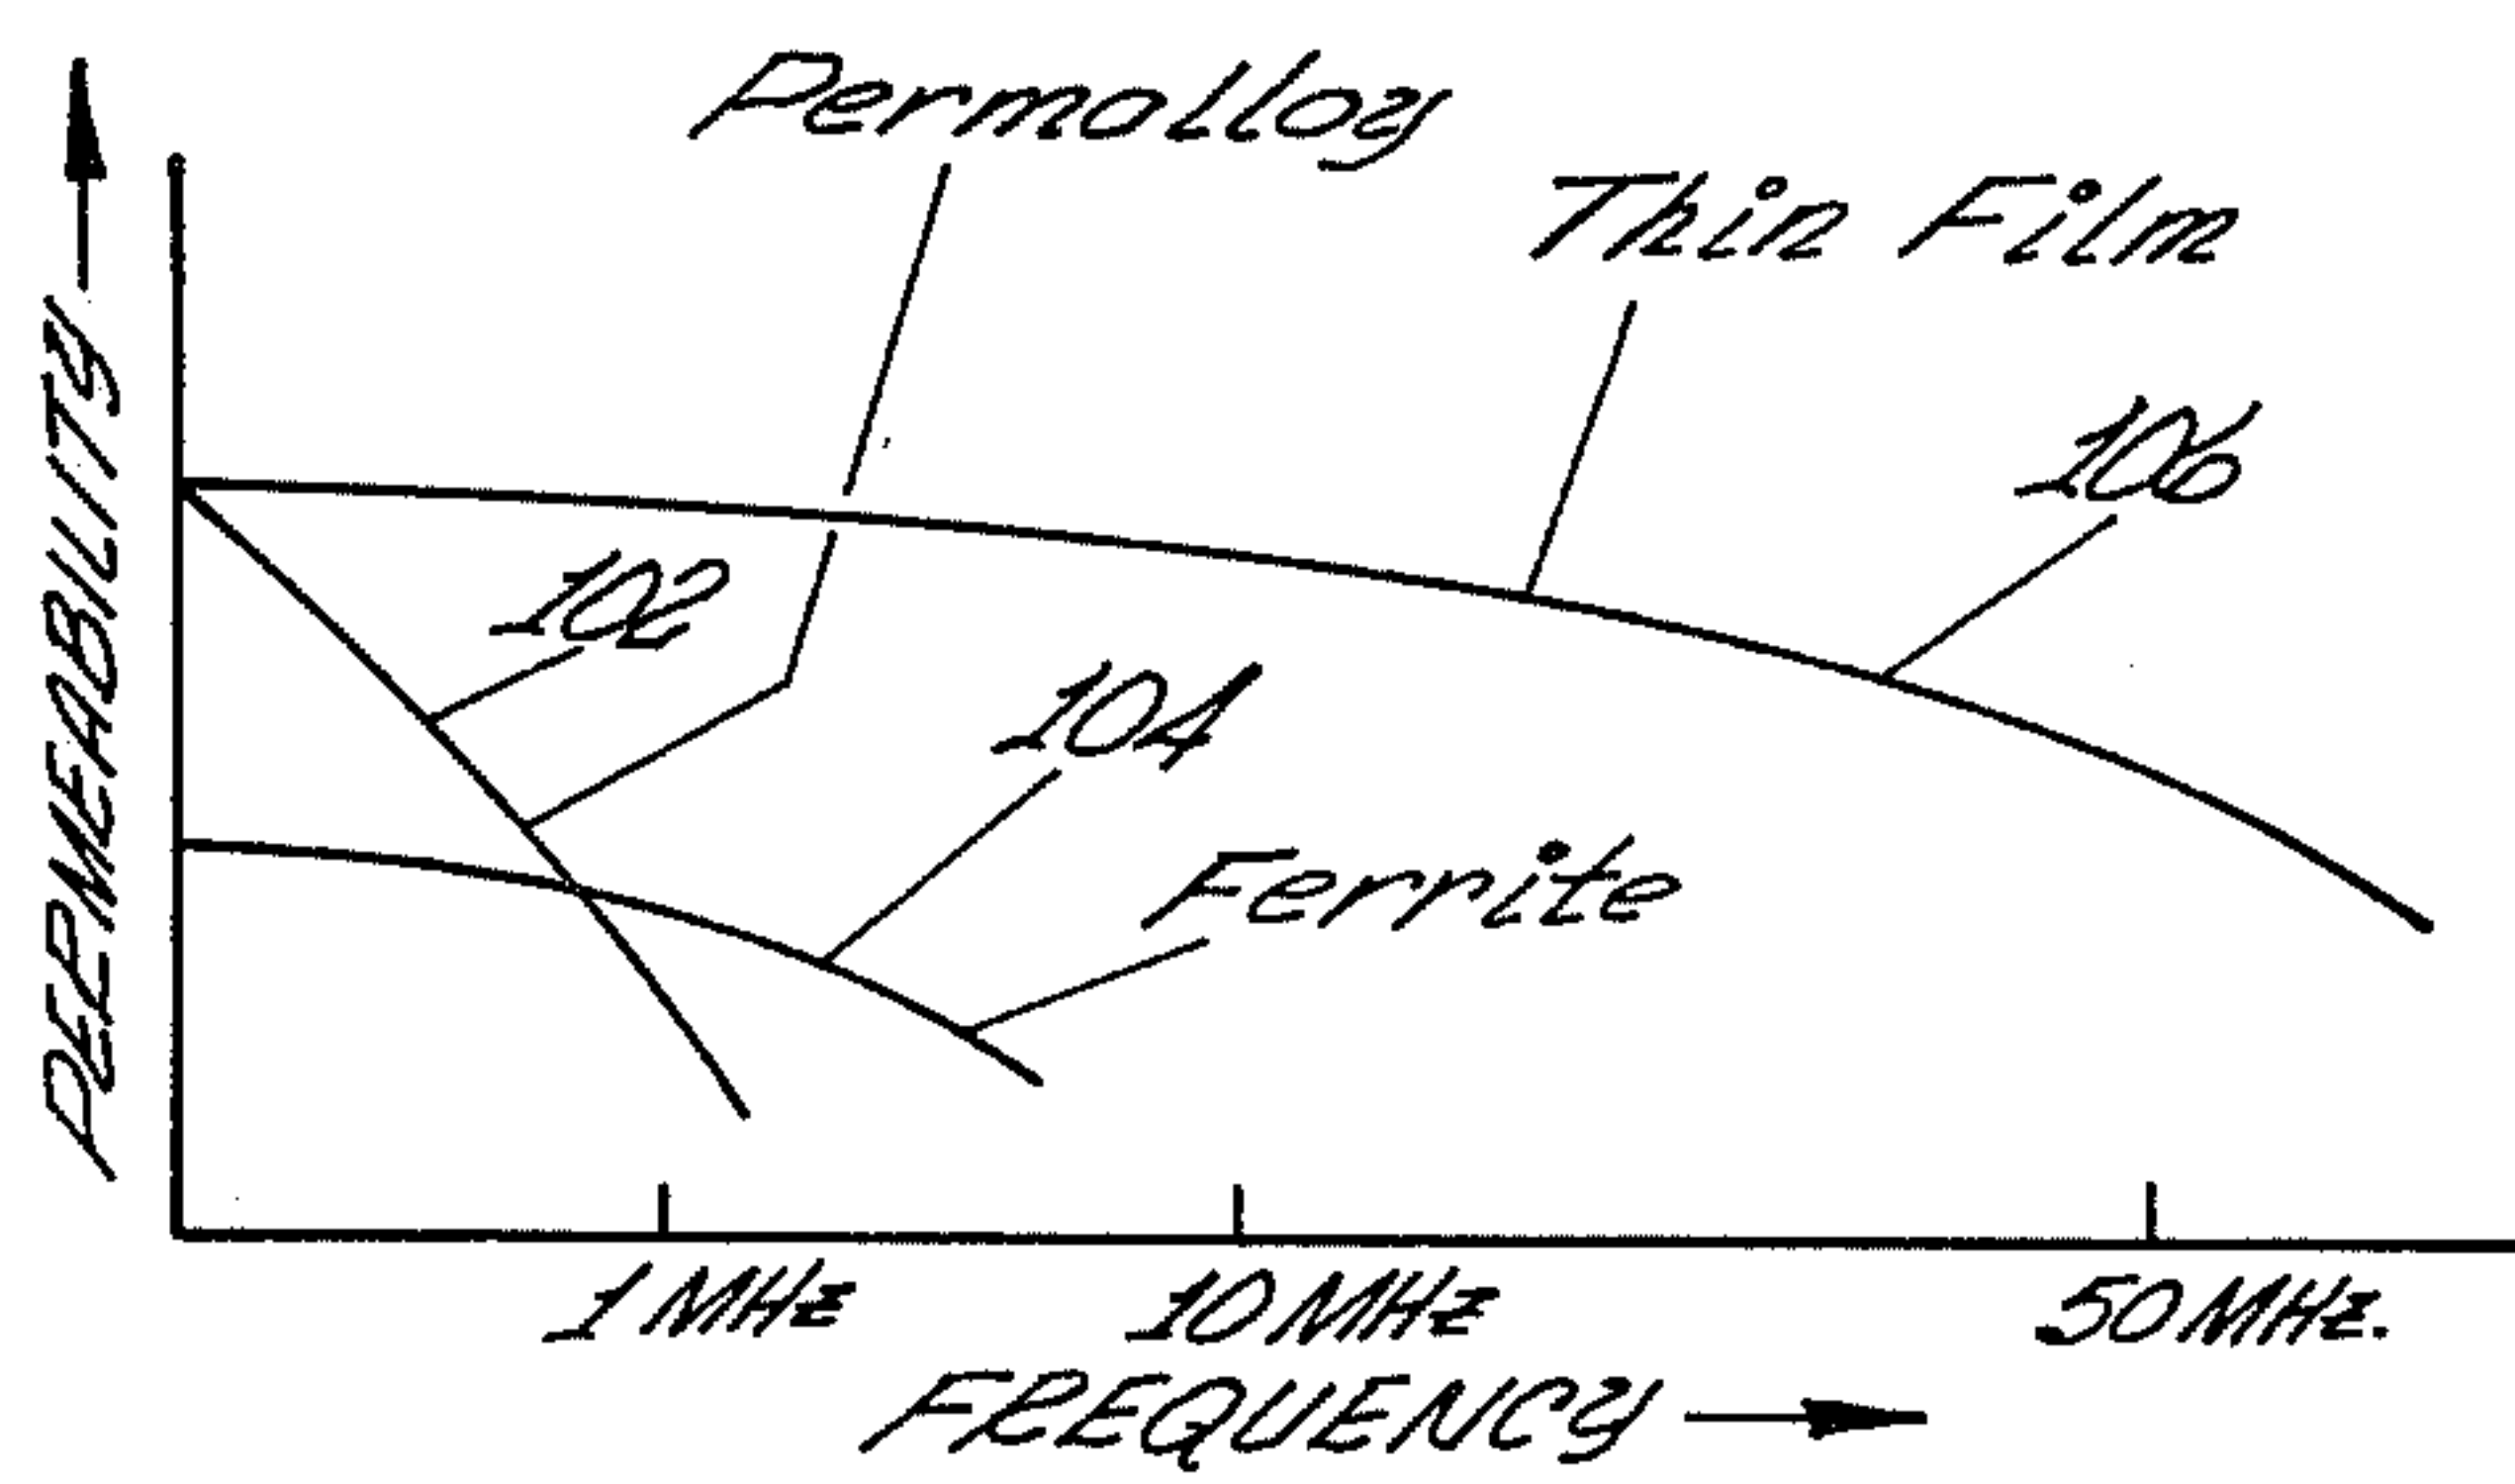 Permolloy
Thin Film
106
102
104
Ferrite
PERMEABILITY
1 MHz
10 MHz
50 MHz.
FREQUENCY